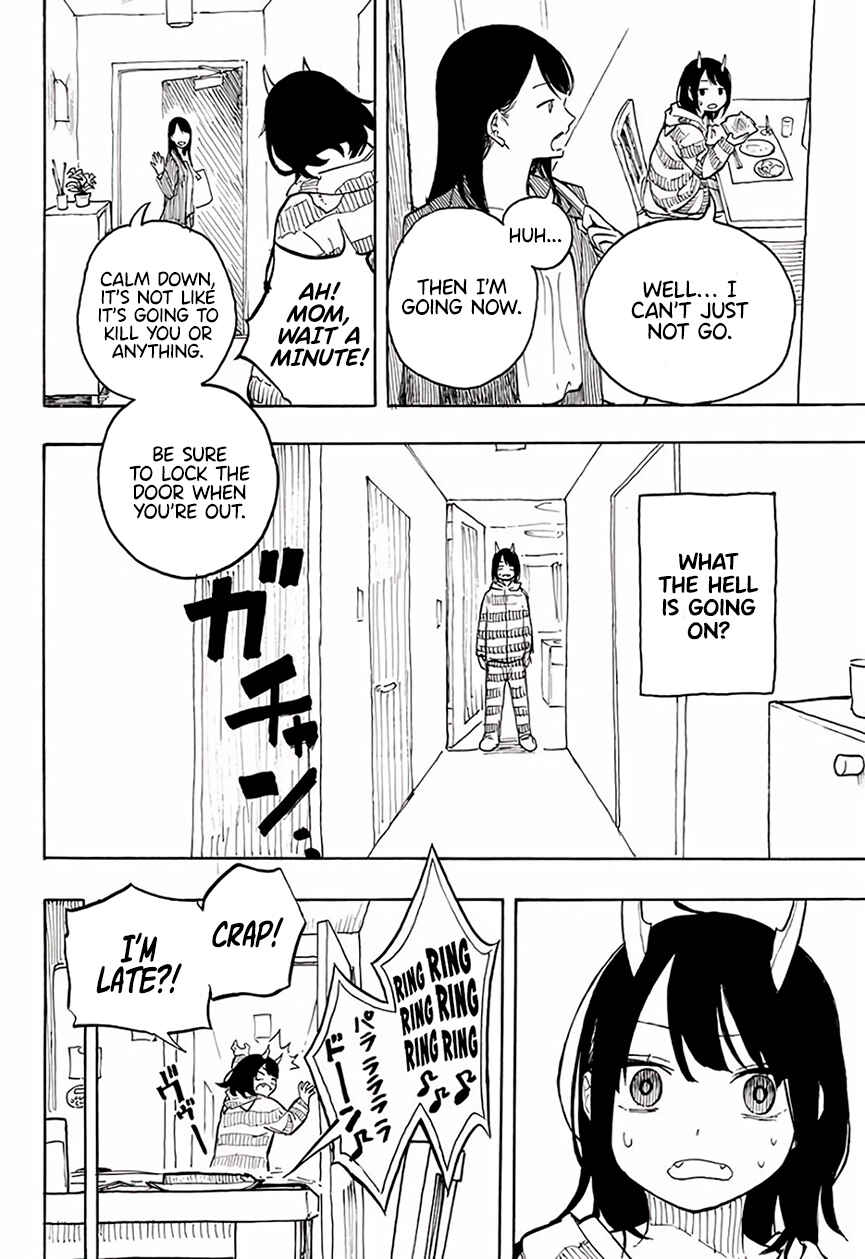 WELL... I
CAN'T JUST
NOT GO.
HUH...
THEN I'M
GOING NOW.
AH!
MOM,
WAIT A
MINUTE!
CALM DOWN,
IT'S NOT LIKE
IT'S GOING TO
KILL YOU OR
ANYTHING.
BE SURE
TO LOCK THE
DOOR WHEN
YOU'RE OUT.
ガチャン..
WHAT
THE HELL
IS GOING
ON?
RING RING
RING RING
RING RING
パララララララ
ドーン
CRAP!
I'M
LATE?!
ヴヴヴー